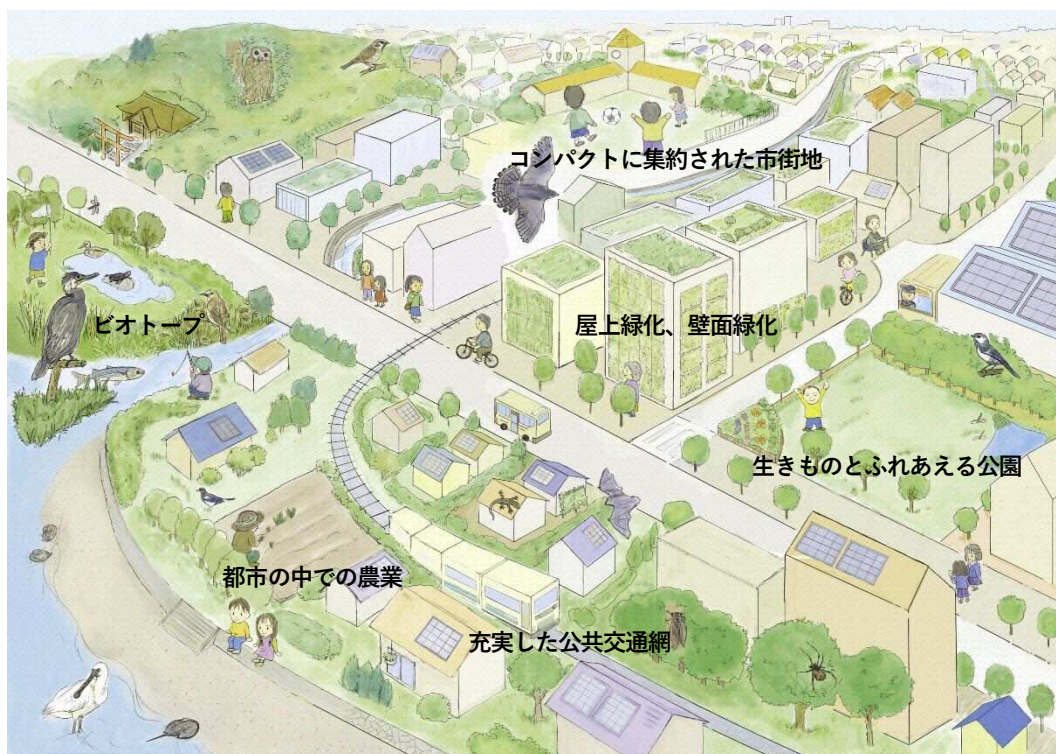 コンパクトに集約された市街地
ビオトープ
屋上緑化、壁面緑化
生きものとふれあえる公園
都市の中での農業
充実した公共交通網